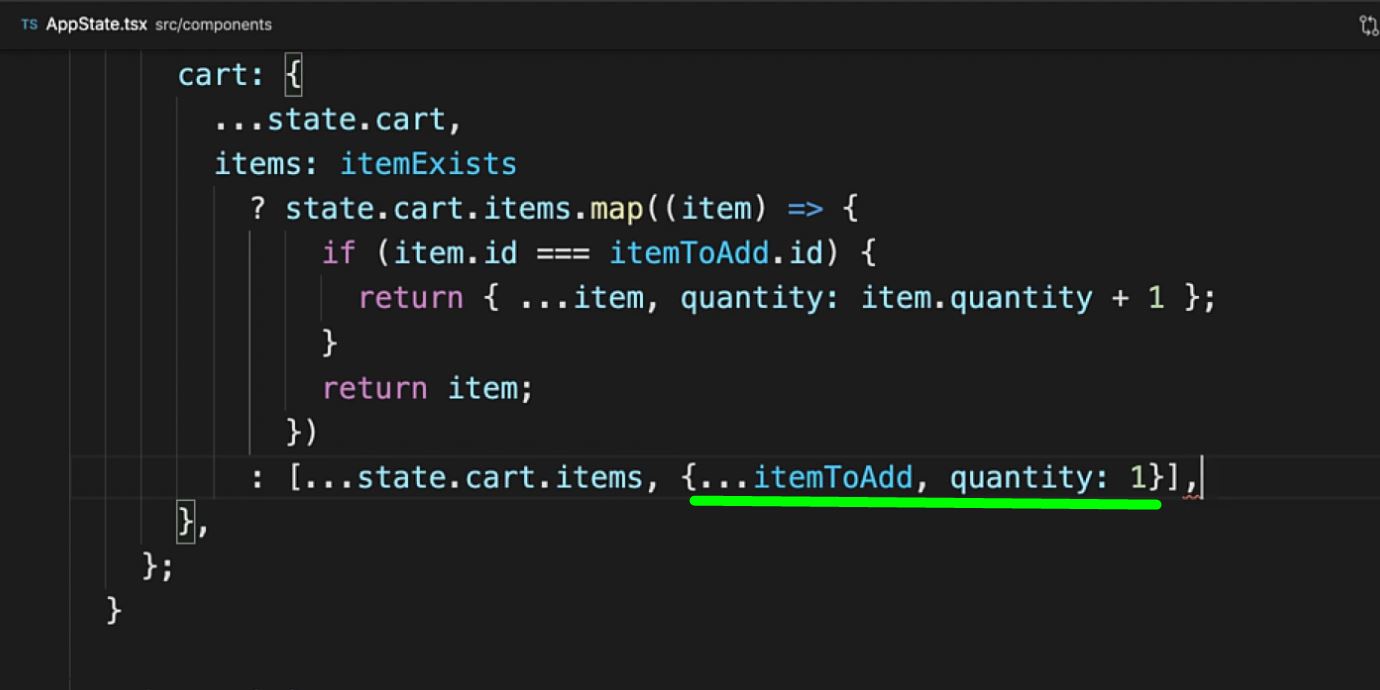 TS AppState.tsx src/components
cart: {
...state.cart,
items: itemExists
? state.cart.items.map((item) => {
if (item.id === itemToAdd.id) {
return { ...item, quantity: item.quantity + 1 };
}
return item;
})
: [...state.cart.items, {...itemToAdd, quantity: 1}],
},
};
}